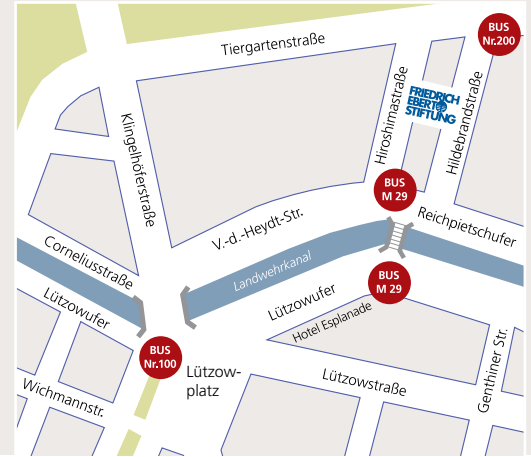 BUS
Nr.200
Tiergartenstraße
FRIEDRICH
EBERT
STIFTUNG
Hiroshimastraße
Hildebrandstraße
Klingelhöferstraße
BUS
M 29
Reichpietschufer
V.-d.-Heydt-Str.
Corneliusstraße
Landwehrkanal
BUS
M 29
Lützowufer
Lützowufer
Hotel Esplanade
BUS
Nr.100
Lützow-
platz
Lützowstraße
Genthiner Str.
Wichmannstr.